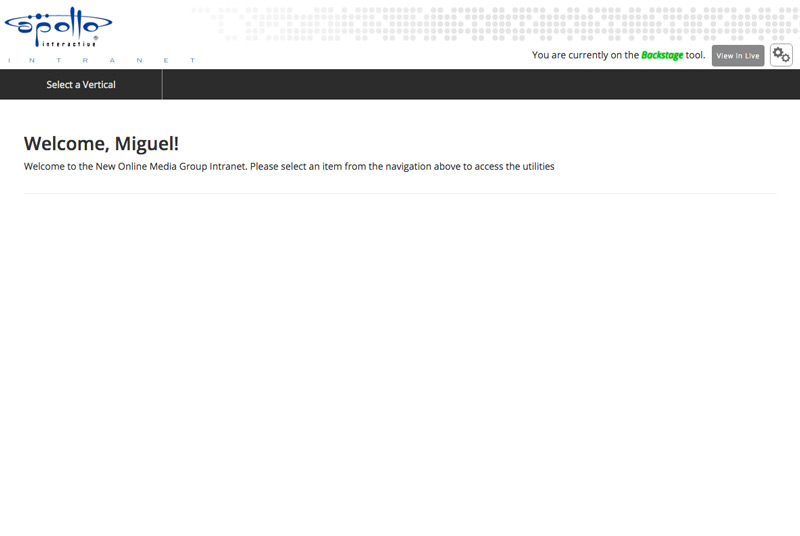 apollo
interactive
INTRANET
You are currently on the Backstage tool. View In Live
Select a Vertical
Welcome, Miguel!
Welcome to the New Online Media Group Intranet. Please select an item from the navigation above to access the utilities